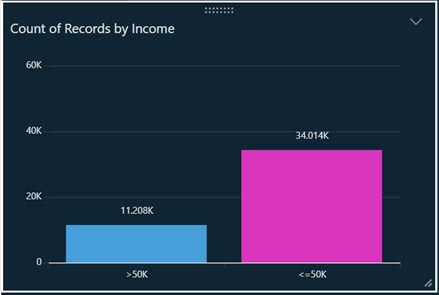 Count of Records by Income
60K
40K
34.014K
20K
11.208K
0
>50K <=50K